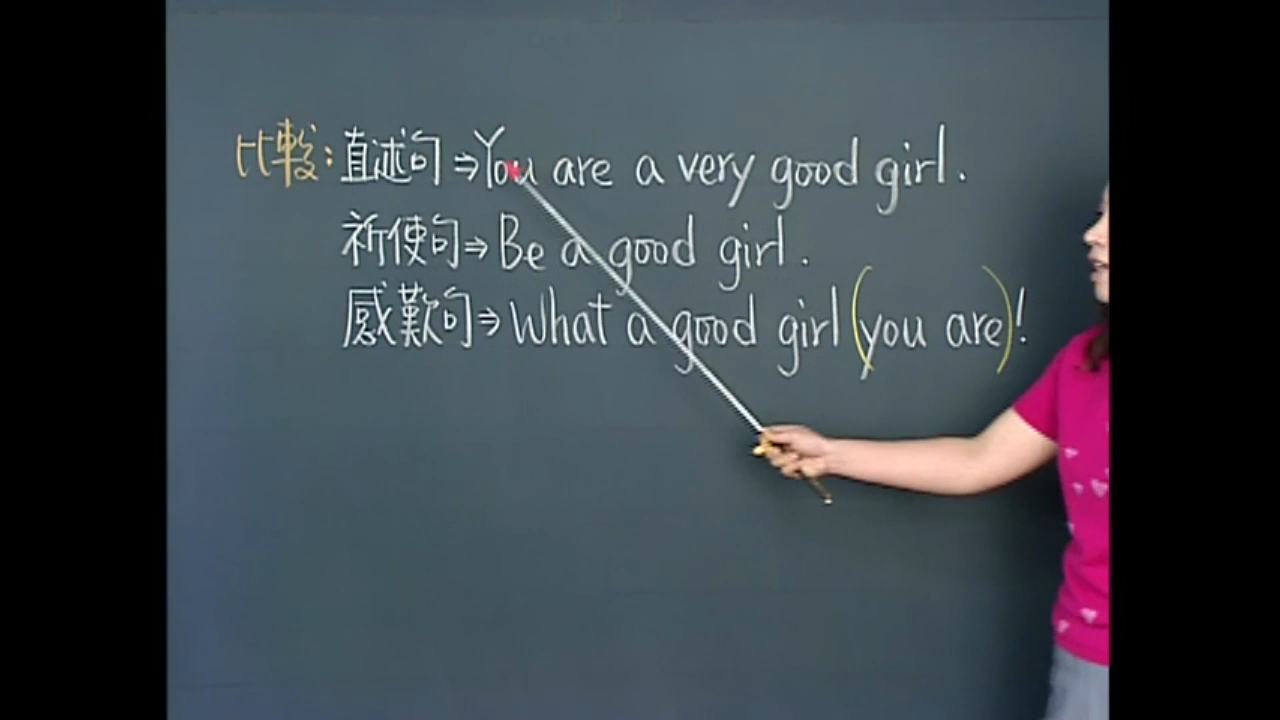 比較:直述句⇒You are a very good girl.
祈使句⇒Be a good girl.
感歎句⇒What a good girl (you are)!